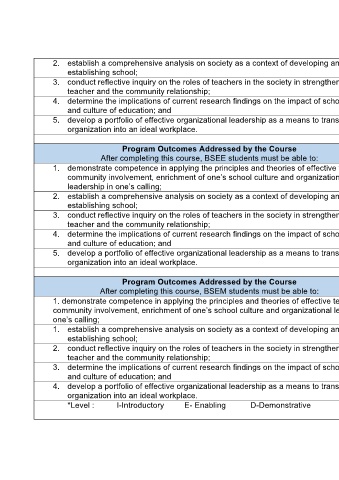 2. establish a comprehensive analysis on society as a context of developing an
establishing school;
3. conduct reflective inquiry on the roles of teachers in the society in strengthen
teacher and the community relationship;
4. determine the implications of current research findings on the impact of scho
and culture of education; and
5. develop a portfolio of effective organizational leadership as a means to trans
organization into an ideal workplace.
Program Outcomes Addressed by the Course
After completing this course, BSEE students must be able to:
1. demonstrate competence in applying the principles and theories of effective
community involvement, enrichment of one's school culture and organization
leadership in one's calling;
2. establish a comprehensive analysis on society as a context of developing an
establishing school;
3. conduct reflective inquiry on the roles of teachers in the society in strengthen
teacher and the community relationship;
4. determine the implications of current research findings on the impact of scho
and culture of education; and
5. develop a portfolio of effective organizational leadership as a means to trans
organization into an ideal workplace.
Program Outcomes Addressed by the Course
After completing this course, BSEM students must be able to:
1. demonstrate competence in applying the principles and theories of effective te
community involvement, enrichment of one's school culture and organizational le
one's calling;
1. establish a comprehensive analysis on society as a context of developing an
establishing school;
2. conduct reflective inquiry on the roles of teachers in the society in strengthen
teacher and the community relationship;
3. determine the implications of current research findings on the impact of scho
and culture of education; and
4. develop a portfolio of effective organizational leadership as a means to trans
organization into an ideal workplace.
*Level : I-Introductory E- Enabling D-Demonstrative